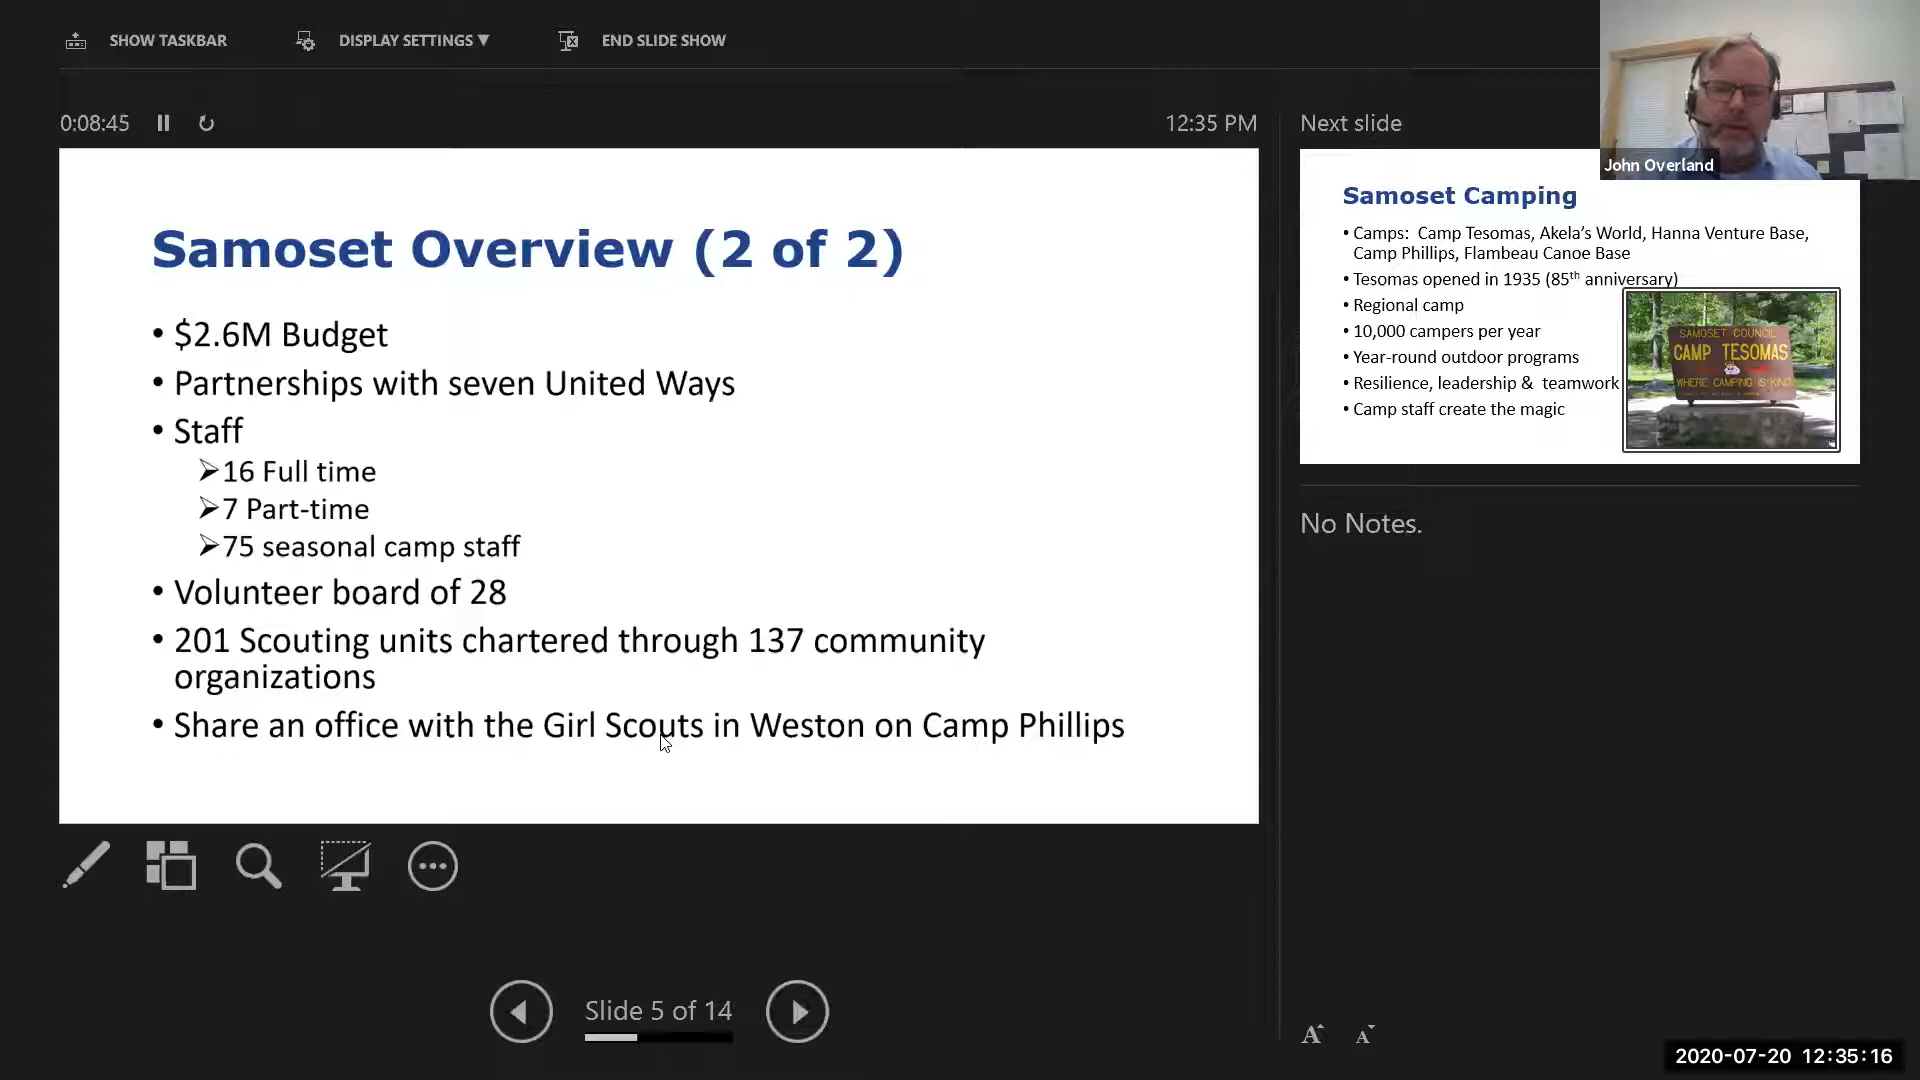 SHOW TASKBAR
DISPLAY SETTINGS ▼
END SLIDE SHOW
0:08:45
12:35 PM
Samoset Overview (2 of 2)
• $2.6M Budget
• Partnerships with seven United Ways
• Staff
➢16 Full time
➢7 Part-time
➢75 seasonal camp staff
• Volunteer board of 28
• 201 Scouting units chartered through 137 community
organizations
• Share an office with the Girl Scouts in Weston on Camp Phillips
Slide 5 of 14
Next slide
John Overland
Samoset Camping
• Camps: Camp Tesomas, Akela’s World, Hanna Venture Base,
Camp Phillips, Flambeau Canoe Base
• Tesomas opened in 1935 (85th anniversary)
• Regional camp
• 10,000 campers per year
• Year-round outdoor programs
• Resilience, leadership & teamwork
• Camp staff create the magic
SAMOSET COUNCIL
CAMP TESOMAS
WHERE CAMPING IS KING
No Notes.
A A
2020-07-20 12:35:16